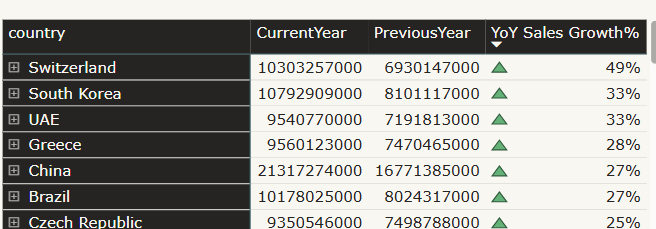 country CurrentYear PreviousYear YoY Sales Growth%
Switzerland 10303257000 6930147000 49%
South Korea 10792909000 8101117000 33%
UAE 9540770000 7191813000 33%
Greece 9560123000 7470465000 28%
China 21317274000 16771385000 27%
Brazil 10178025000 8024317000 27%
Czech Republic 9350546000 7498788000 25%